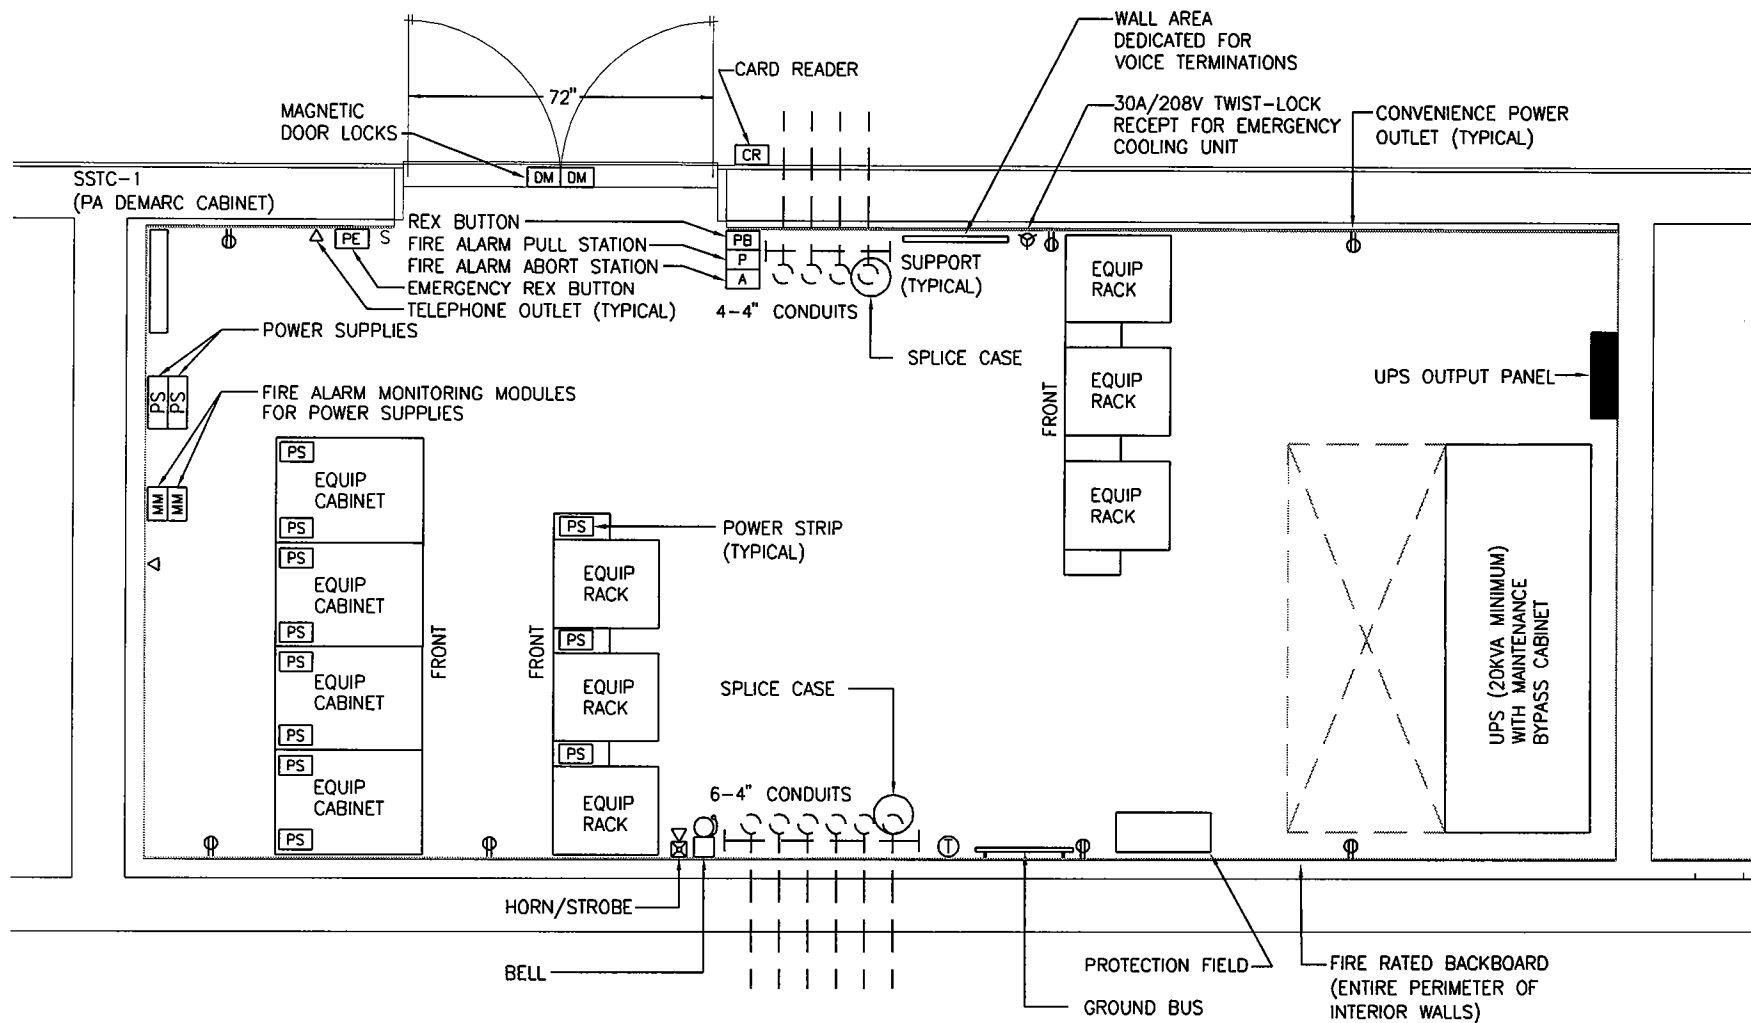 WALL AREA
DEDICATED FOR
VOICE TERMINATIONS
CARD READER
72"
MAGNETIC
DOOR LOCKS
30A/208V TWIST-LOCK
RECEPT FOR EMERGENCY
COOLING UNIT
CONVENIENCE POWER
OUTLET (TYPICAL)
CR
SSTC-1
(PA DEMARC CABINET)
DM
DM
REX BUTTON
FIRE ALARM PULL STATION
FIRE ALARM ABORT STATION
EMERGENCY REX BUTTON
TELEPHONE OUTLET (TYPICAL)
PE
S
PB
P
A
SUPPORT
(TYPICAL)
4-4" CONDUITS
SPLICE CASE
EQUIP
RACK
EQUIP
RACK
EQUIP
RACK
FRONT
UPS OUTPUT PANEL
POWER SUPPLIES
PS
PS
FIRE ALARM MONITORING MODULES
FOR POWER SUPPLIES
MM
MM
PS
EQUIP
CABINET
PS
PS
EQUIP
CABINET
PS
PS
EQUIP
CABINET
PS
PS
EQUIP
CABINET
PS
FRONT
PS
POWER STRIP
(TYPICAL)
EQUIP
RACK
PS
EQUIP
RACK
PS
EQUIP
RACK
FRONT
SPLICE CASE
6-4" CONDUITS
T
UPS (20KVA MINIMUM)
WITH MAINTENANCE
BYPASS CABINET
HORN/STROBE
BELL
PROTECTION FIELD
GROUND BUS
FIRE RATED BACKBOARD
(ENTIRE PERIMETER OF
INTERIOR WALLS)